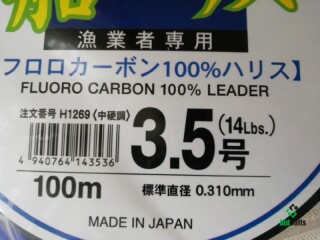 船
漁業者専用
フロロカーボン100%ハリス】
FLUORO CARBON 100% LEADER
注文番号 H1269〈中硬調〉
3.5号
(14Lbs.)
4 940764 143536
100m
標準直径 0.310mm
MADE IN JAPAN